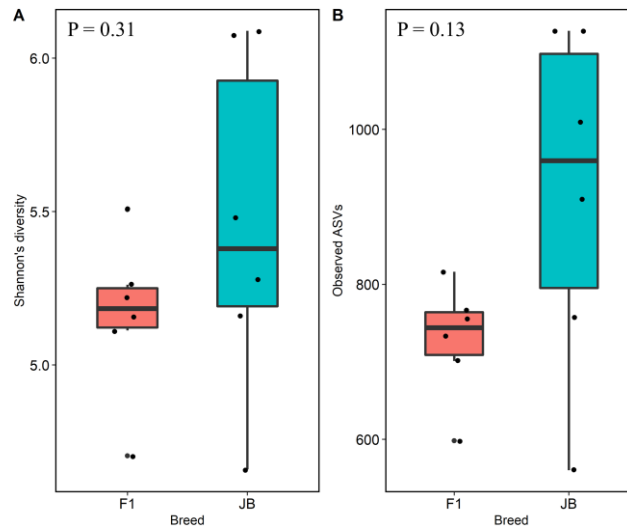 A
P = 0.31
Shannon's diversity
6.0
5.5
5.0
F1
JB
Breed
B
P = 0.13
Observed ASVs
1000
800
600
F1
JB
Breed